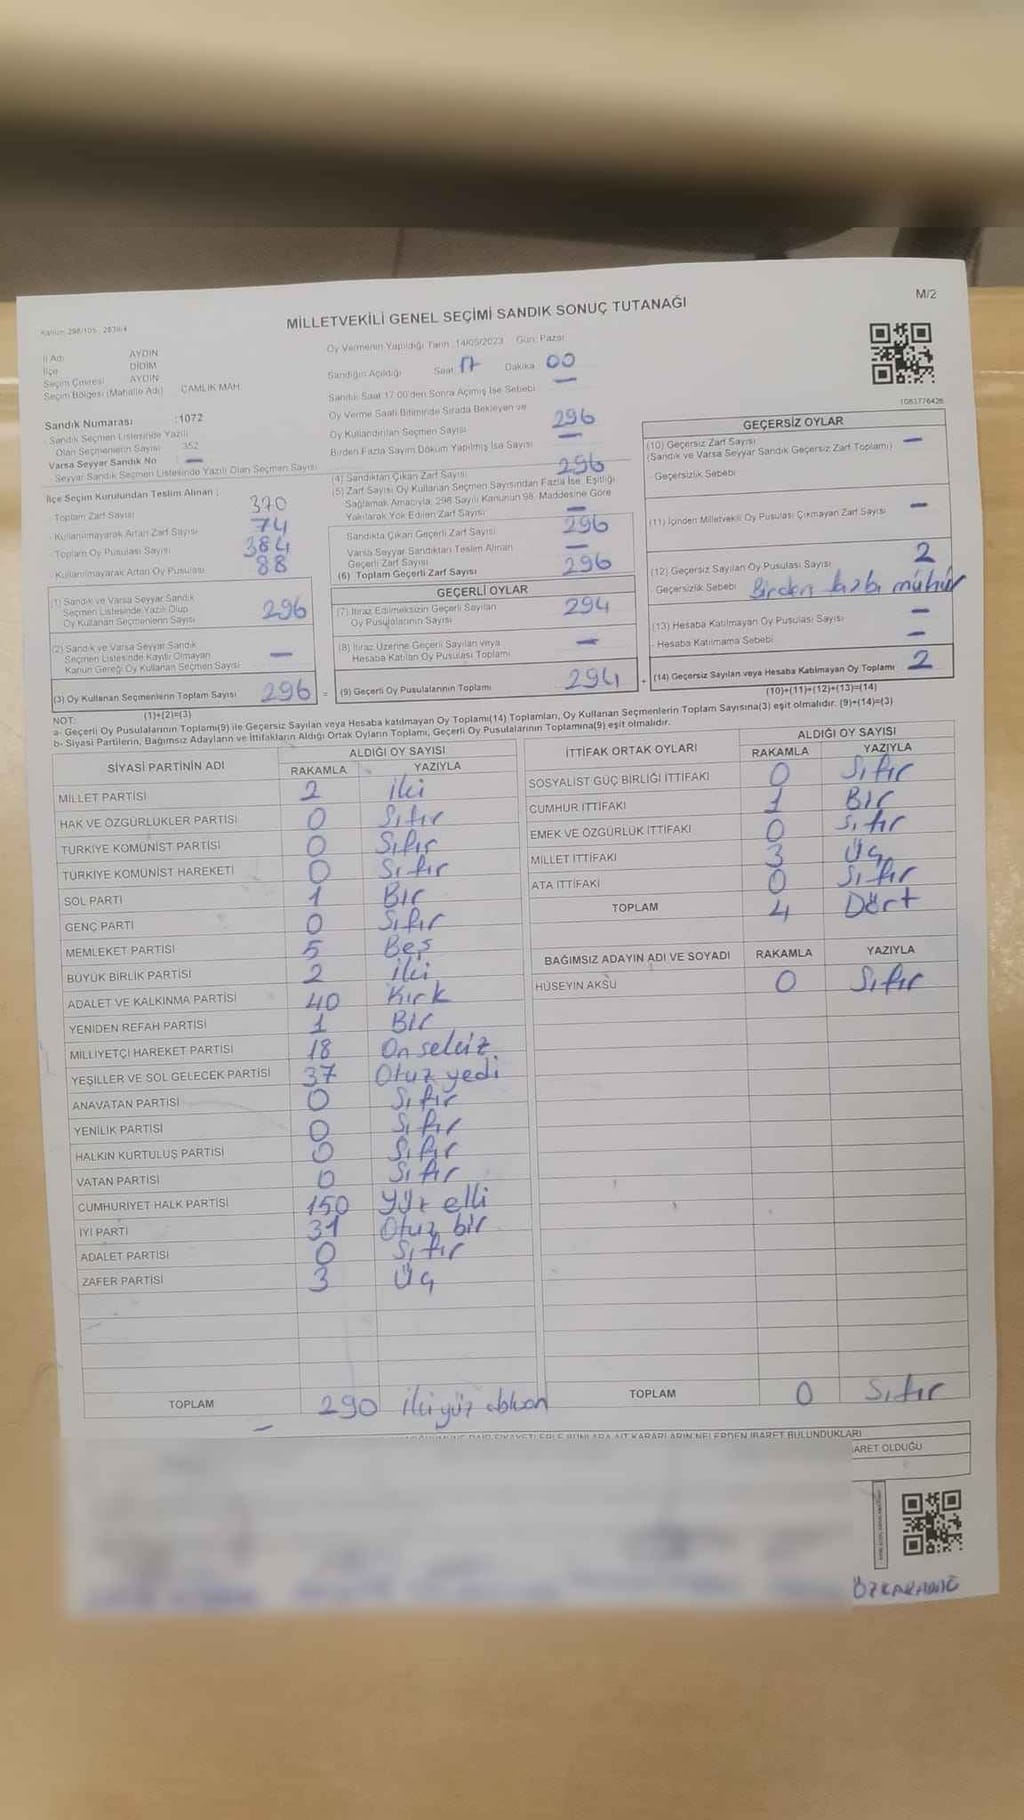 M/2
MİLLETVEKİLİ GENEL SEÇİMİ SANDIK SONUÇ TUTANAĞI
İl Adı AYDIN
İlçe DİDİM
Seçim Çevresi AYDIN
Seçim Bölgesi (Mahalle Adı) ÇAMLIK MAH.
Sandık Numarası :1072
- Sandık Seçmen Listesinde Yazılı
Olan Seçmenlerin Sayısı 352
Varsa Seyyar Sandık No —
- Seyyar Sandık Seçmen Listesinde Yazılı Olan Seçmen Sayısı
İlçe Seçim Kurulundan Teslim Alınan ;
- Toplam Zarf Sayısı 370
- Kullanılmayarak Artan Zarf Sayısı 74
- Toplam Oy Pusulası Sayısı 384
- Kullanılmayarak Artan Oy Pusulası 88
(1) Sandık ve Varsa Seyyar Sandık
Seçmen Listesinde Yazılı Olup
Oy Kullanan Seçmenlerin Sayısı 296
(2) Sandık ve Varsa Seyyar Sandık
Seçmen Listesinde Kayıtlı Olmayan
Kanun Gereği Oy Kullanan Seçmen Sayısı —
(3) Oy Kullanan Seçmenlerin Toplam Sayısı 296
(1)+(2)=(3)
Oy Vermenin Yapıldığı Tarih :14/05/2023 Gün: Pazar
Sandığın Açıldığı Saat 17 Dakika 00
Sandık Saat 17:00'den Sonra Açılmış İse Sebebi —
Oy Verme Saati Bitiminde Sırada Bekleyen ve
Oy Kullandırılan Seçmen Sayısı 296
Birden Fazla Sayım Döküm Yapılmış İse Sayısı —
(4) Sandıktan Çıkan Zarf Sayısı 296
(5) Zarf Sayısı Oy Kullanan Seçmen Sayısından Fazla İse, Eşitliği
Sağlamak Amacıyla, 298 Sayılı Kanunun 98. Maddesine Göre
Yakılarak Yok Edilen Zarf Sayısı —
Sandıkta Çıkan Geçerli Zarf Sayısı 296
Varsa Seyyar Sandıktan Teslim Alınan
Geçerli Zarf Sayısı —
(6) Toplam Geçerli Zarf Sayısı 296
GEÇERLİ OYLAR
(7) İtiraz Edilmeksizin Geçerli Sayılan
Oy Pusulalarının Sayısı 294
(8) İtiraz Üzerine Geçerli Sayılan veya
Hesaba Katılan Oy Pusulası Toplamı —
= (9) Geçerli Oy Pusulalarının Toplamı 294
1081776426
GEÇERSİZ OYLAR
(10) Geçersiz Zarf Sayısı
(Sandık ve Varsa Seyyar Sandık Geçersiz Zarf Toplamı) —
- Geçersizlik Sebebi
(11) İçinden Milletvekili Oy Pusulası Çıkmayan Zarf Sayısı —
(12) Geçersiz Sayılan Oy Pusulası Sayısı 2
- Geçersizlik Sebebi Birden fazla mühür
(13) Hesaba Katılmayan Oy Pusulası Sayısı —
- Hesaba Katılmama Sebebi —
+ (14) Geçersiz Sayılan veya Hesaba Katılmayan Oy Toplamı 2
(10)+(11)+(12)+(13)=(14)
NOT:
a- Geçerli Oy Pusulalarının Toplamı(9) ile Geçersiz Sayılan veya Hesaba katılmayan Oy Toplamı(14) Toplamları, Oy Kullanan Seçmenlerin Toplam Sayısına(3) eşit olmalıdır. (9)+(14)=(3)
b- Siyasi Partilerin, Bağımsız Adayların ve İttifakların Aldığı Ortak Oyların Toplamı, Geçerli Oy Pusulalarının Toplamına(9) eşit olmalıdır.
SİYASİ PARTİNİN ADI ALDIĞI OY SAYISI
RAKAMLA YAZIYLA
MİLLET PARTİSİ 2 iki
HAK VE ÖZGÜRLÜKLER PARTİSİ 0 Sıfır
TÜRKİYE KOMÜNİST PARTİSİ 0 Sıfır
TÜRKİYE KOMÜNİST HAREKETİ 0 Sıfır
SOL PARTİ 1 Bir
GENÇ PARTİ 0 Sıfır
MEMLEKET PARTİSİ 5 Beş
BÜYÜK BİRLİK PARTİSİ 2 iki
ADALET VE KALKINMA PARTİSİ 40 Kırk
YENİDEN REFAH PARTİSİ 1 Bir
MİLLİYETÇİ HAREKET PARTİSİ 18 On sekiz
YEŞİLLER VE SOL GELECEK PARTİSİ 37 Otuz yedi
ANAVATAN PARTİSİ 0 Sıfır
YENİLİK PARTİSİ 0 Sıfır
HALKIN KURTULUŞ PARTİSİ 0 Sıfır
VATAN PARTİSİ 0 Sıfır
CUMHURİYET HALK PARTİSİ 150 Yüz elli
İYİ PARTİ 31 Otuz bir
ADALET PARTİSİ 0 Sıfır
ZAFER PARTİSİ 3 Üç
TOPLAM 290 ikiyüz
İTTİFAK ORTAK OYLARI ALDIĞI OY SAYISI
RAKAMLA YAZIYLA
SOSYALİST GÜÇ BİRLİĞİ İTTİFAKI 0 Sıfır
CUMHUR İTTİFAKI 1 Bir
EMEK VE ÖZGÜRLÜK İTTİFAKI 0 Sıfır
MİLLET İTTİFAKI 3 Üç
ATA İTTİFAKI 0 Sıfır
TOPLAM 4 Dört
BAĞIMSIZ ADAYIN ADI VE SOYADI RAKAMLA YAZIYLA
HÜSEYİN AKSU 0 Sıfır
TOPLAM 0 Sıfır
KARARLARIN NELERDEN İBARET BULUNDUKLARI
ARET OLDUĞU